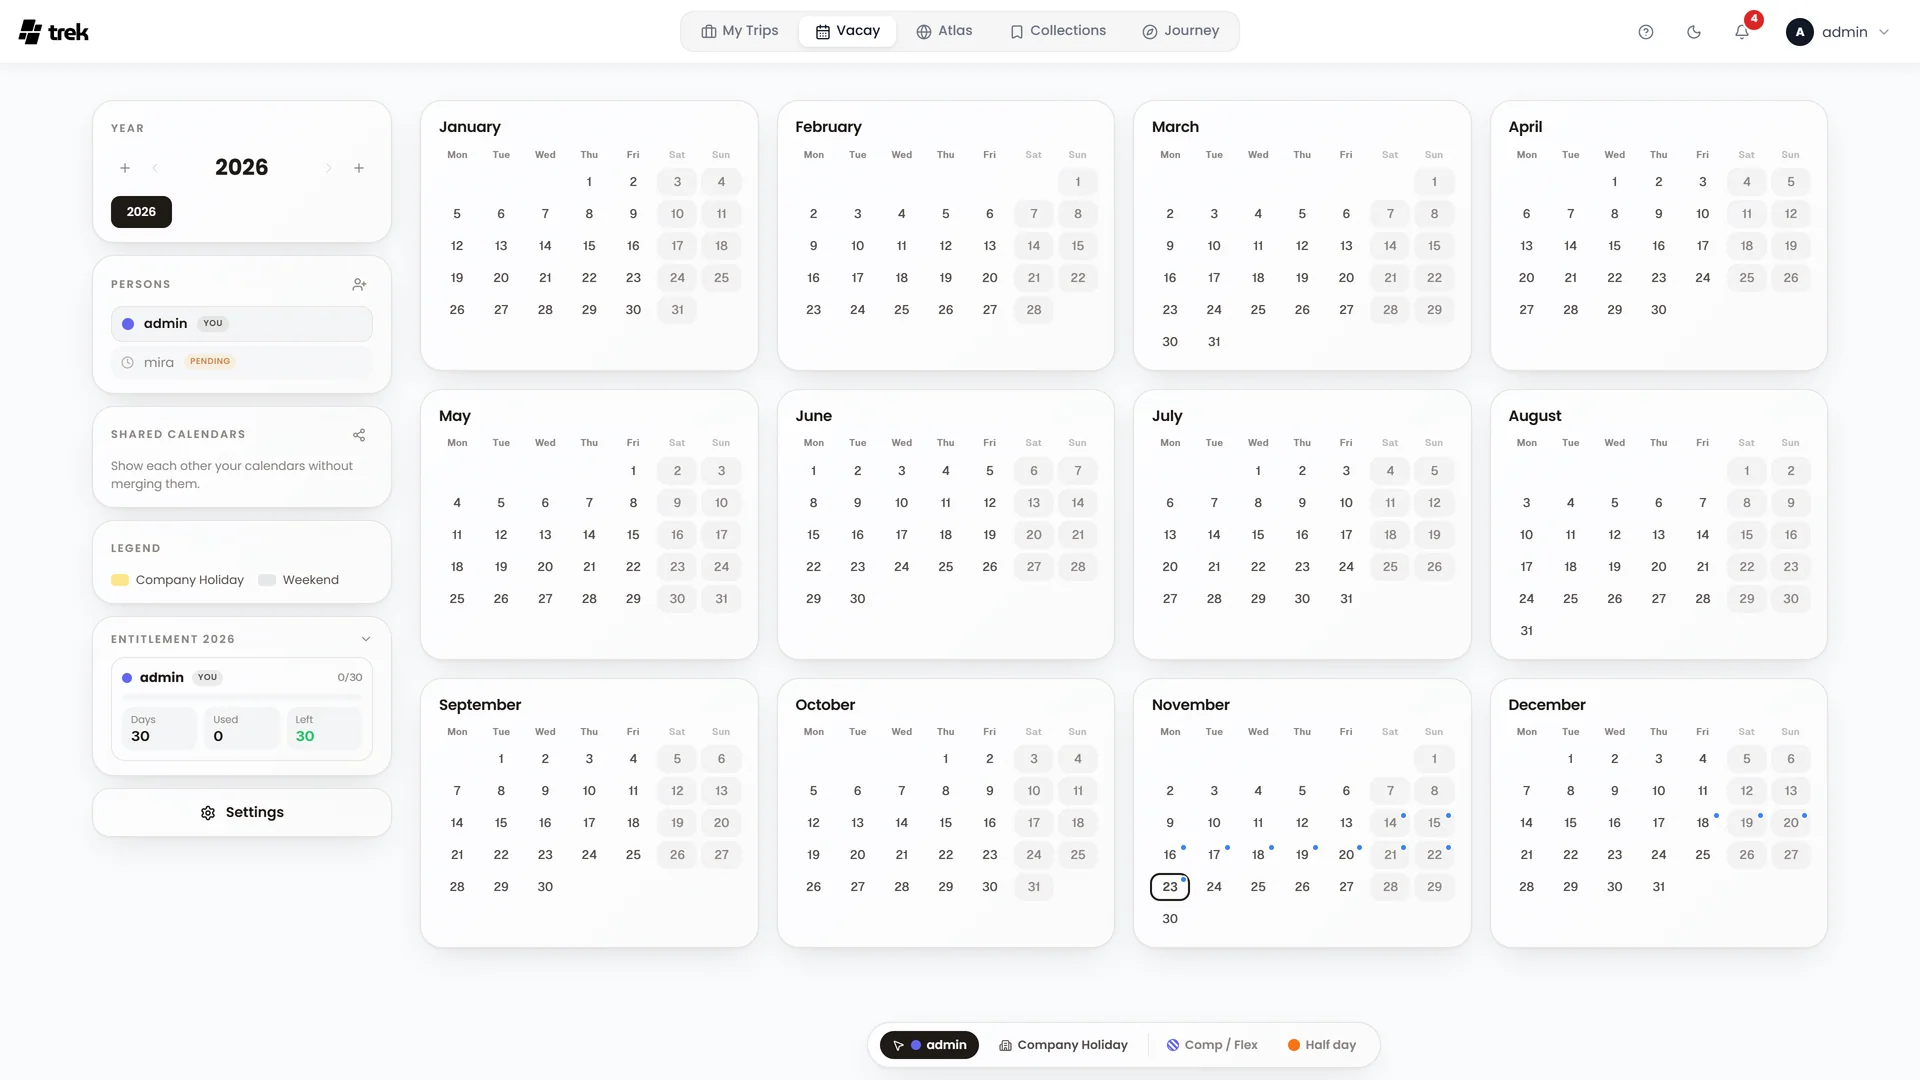 trek
My Trips
Vacay
Atlas
Collections
Journey
4
A
admin
YEAR
2026
2026
PERSONS
admin YOU
mira PENDING
SHARED CALENDARS
Show each other your calendars without
merging them.
LEGEND
Company Holiday
Weekend
ENTITLEMENT 2026
admin YOU 0/30
Days Used Left
30 0 30
Settings
January
Mon Tue Wed Thu Fri Sat Sun
1 2 3 4
5 6 7 8 9 10 11
12 13 14 15 16 17 18
19 20 21 22 23 24 25
26 27 28 29 30 31
February
Mon Tue Wed Thu Fri Sat Sun
1
2 3 4 5 6 7 8
9 10 11 12 13 14 15
16 17 18 19 20 21 22
23 24 25 26 27 28
March
Mon Tue Wed Thu Fri Sat Sun
1
2 3 4 5 6 7 8
9 10 11 12 13 14 15
16 17 18 19 20 21 22
23 24 25 26 27 28 29
30 31
April
Mon Tue Wed Thu Fri Sat Sun
1 2 3 4 5
6 7 8 9 10 11 12
13 14 15 16 17 18 19
20 21 22 23 24 25 26
27 28 29 30
May
Mon Tue Wed Thu Fri Sat Sun
1 2 3
4 5 6 7 8 9 10
11 12 13 14 15 16 17
18 19 20 21 22 23 24
25 26 27 28 29 30 31
June
Mon Tue Wed Thu Fri Sat Sun
1 2 3 4 5 6 7
8 9 10 11 12 13 14
15 16 17 18 19 20 21
22 23 24 25 26 27 28
29 30
July
Mon Tue Wed Thu Fri Sat Sun
1 2 3 4 5
6 7 8 9 10 11 12
13 14 15 16 17 18 19
20 21 22 23 24 25 26
27 28 29 30 31
August
Mon Tue Wed Thu Fri Sat Sun
1 2
3 4 5 6 7 8 9
10 11 12 13 14 15 16
17 18 19 20 21 22 23
24 25 26 27 28 29 30
31
September
Mon Tue Wed Thu Fri Sat Sun
1 2 3 4 5 6
7 8 9 10 11 12 13
14 15 16 17 18 19 20
21 22 23 24 25 26 27
28 29 30
October
Mon Tue Wed Thu Fri Sat Sun
1 2 3 4
5 6 7 8 9 10 11
12 13 14 15 16 17 18
19 20 21 22 23 24 25
26 27 28 29 30 31
November
Mon Tue Wed Thu Fri Sat Sun
1
2 3 4 5 6 7 8
9 10 11 12 13 14 15
16 17 18 19 20 21 22
23 24 25 26 27 28 29
30
December
Mon Tue Wed Thu Fri Sat Sun
1 2 3 4 5 6
7 8 9 10 11 12 13
14 15 16 17 18 19 20
21 22 23 24 25 26 27
28 29 30 31
admin
Company Holiday
Comp / Flex
Half day